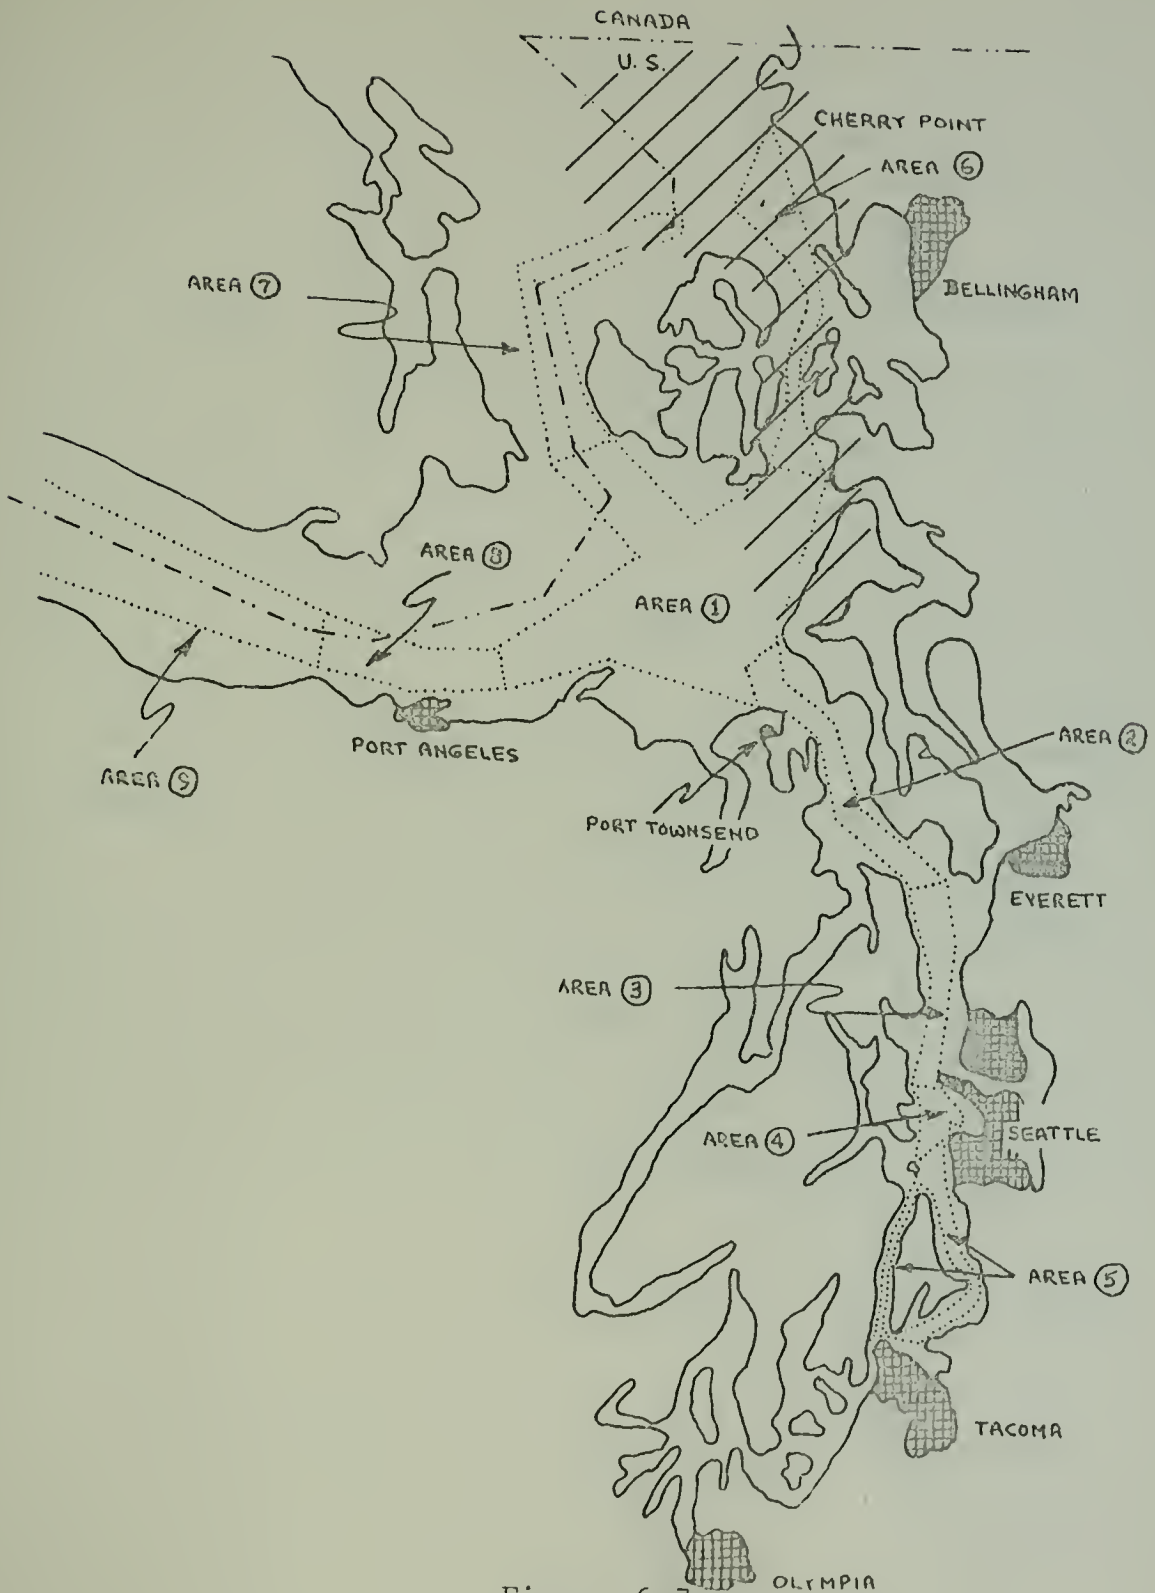 CANADA
U. S.
CHERRY POINT
AREA 6
AREA 7
BELLINGHAM
AREA 8
AREA 1
AREA 2
PORT ANGELES
AREA 9
PORT TOWNSEND
EVERETT
AREA 3
AREA 4
SEATTLE
AREA 5
TACOMA
OLYMPIA